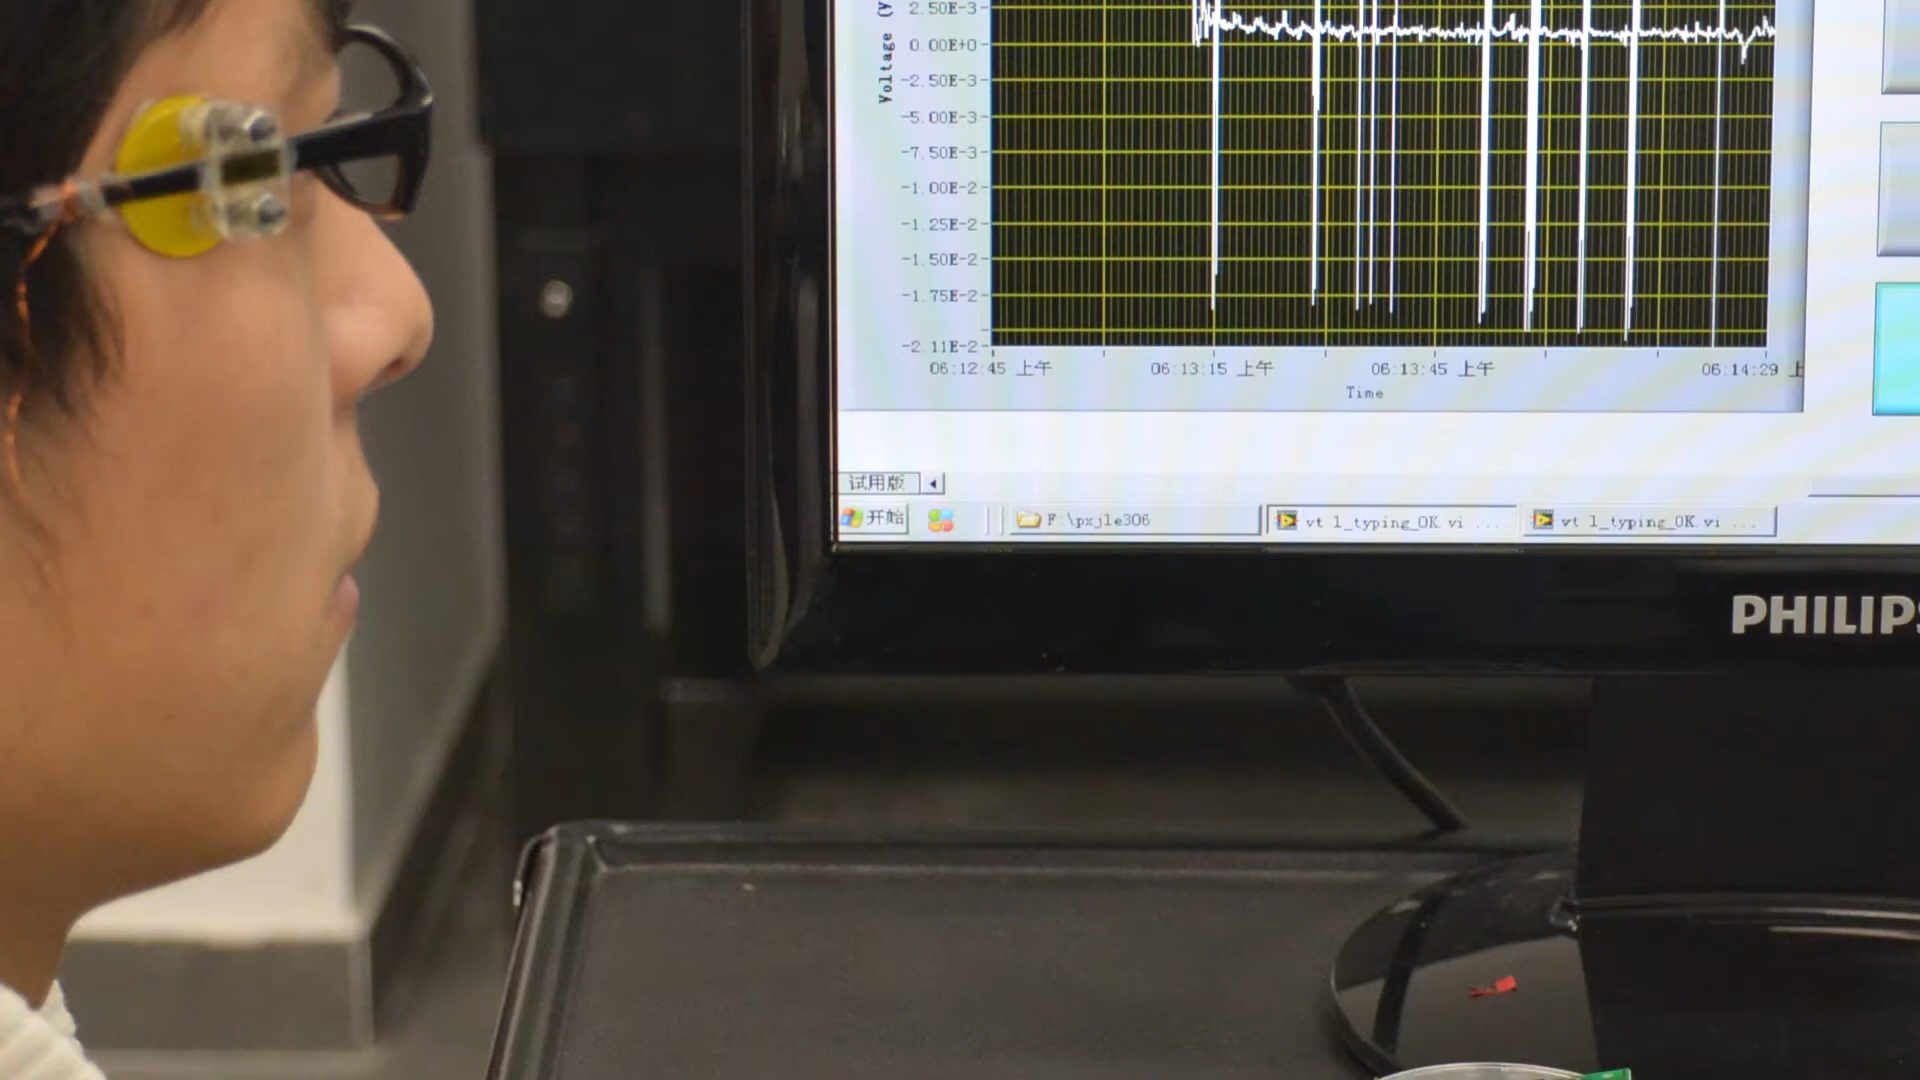 2.50E-3
Voltage (V
0.00E+0
-2.50E-3
-5.00E-3
-7.50E-3
-1.00E-2
-1.25E-2
-1.50E-2
-1.75E-2
-2.11E-2
06:12:45 上午 06:13:15 上午 06:13:45 上午 06:14:29 上
Time
试用版
开始 F:\pxjle306 vt l_typing_OK.vi ... vt l_typing_OK.vi ...
PHILIPS